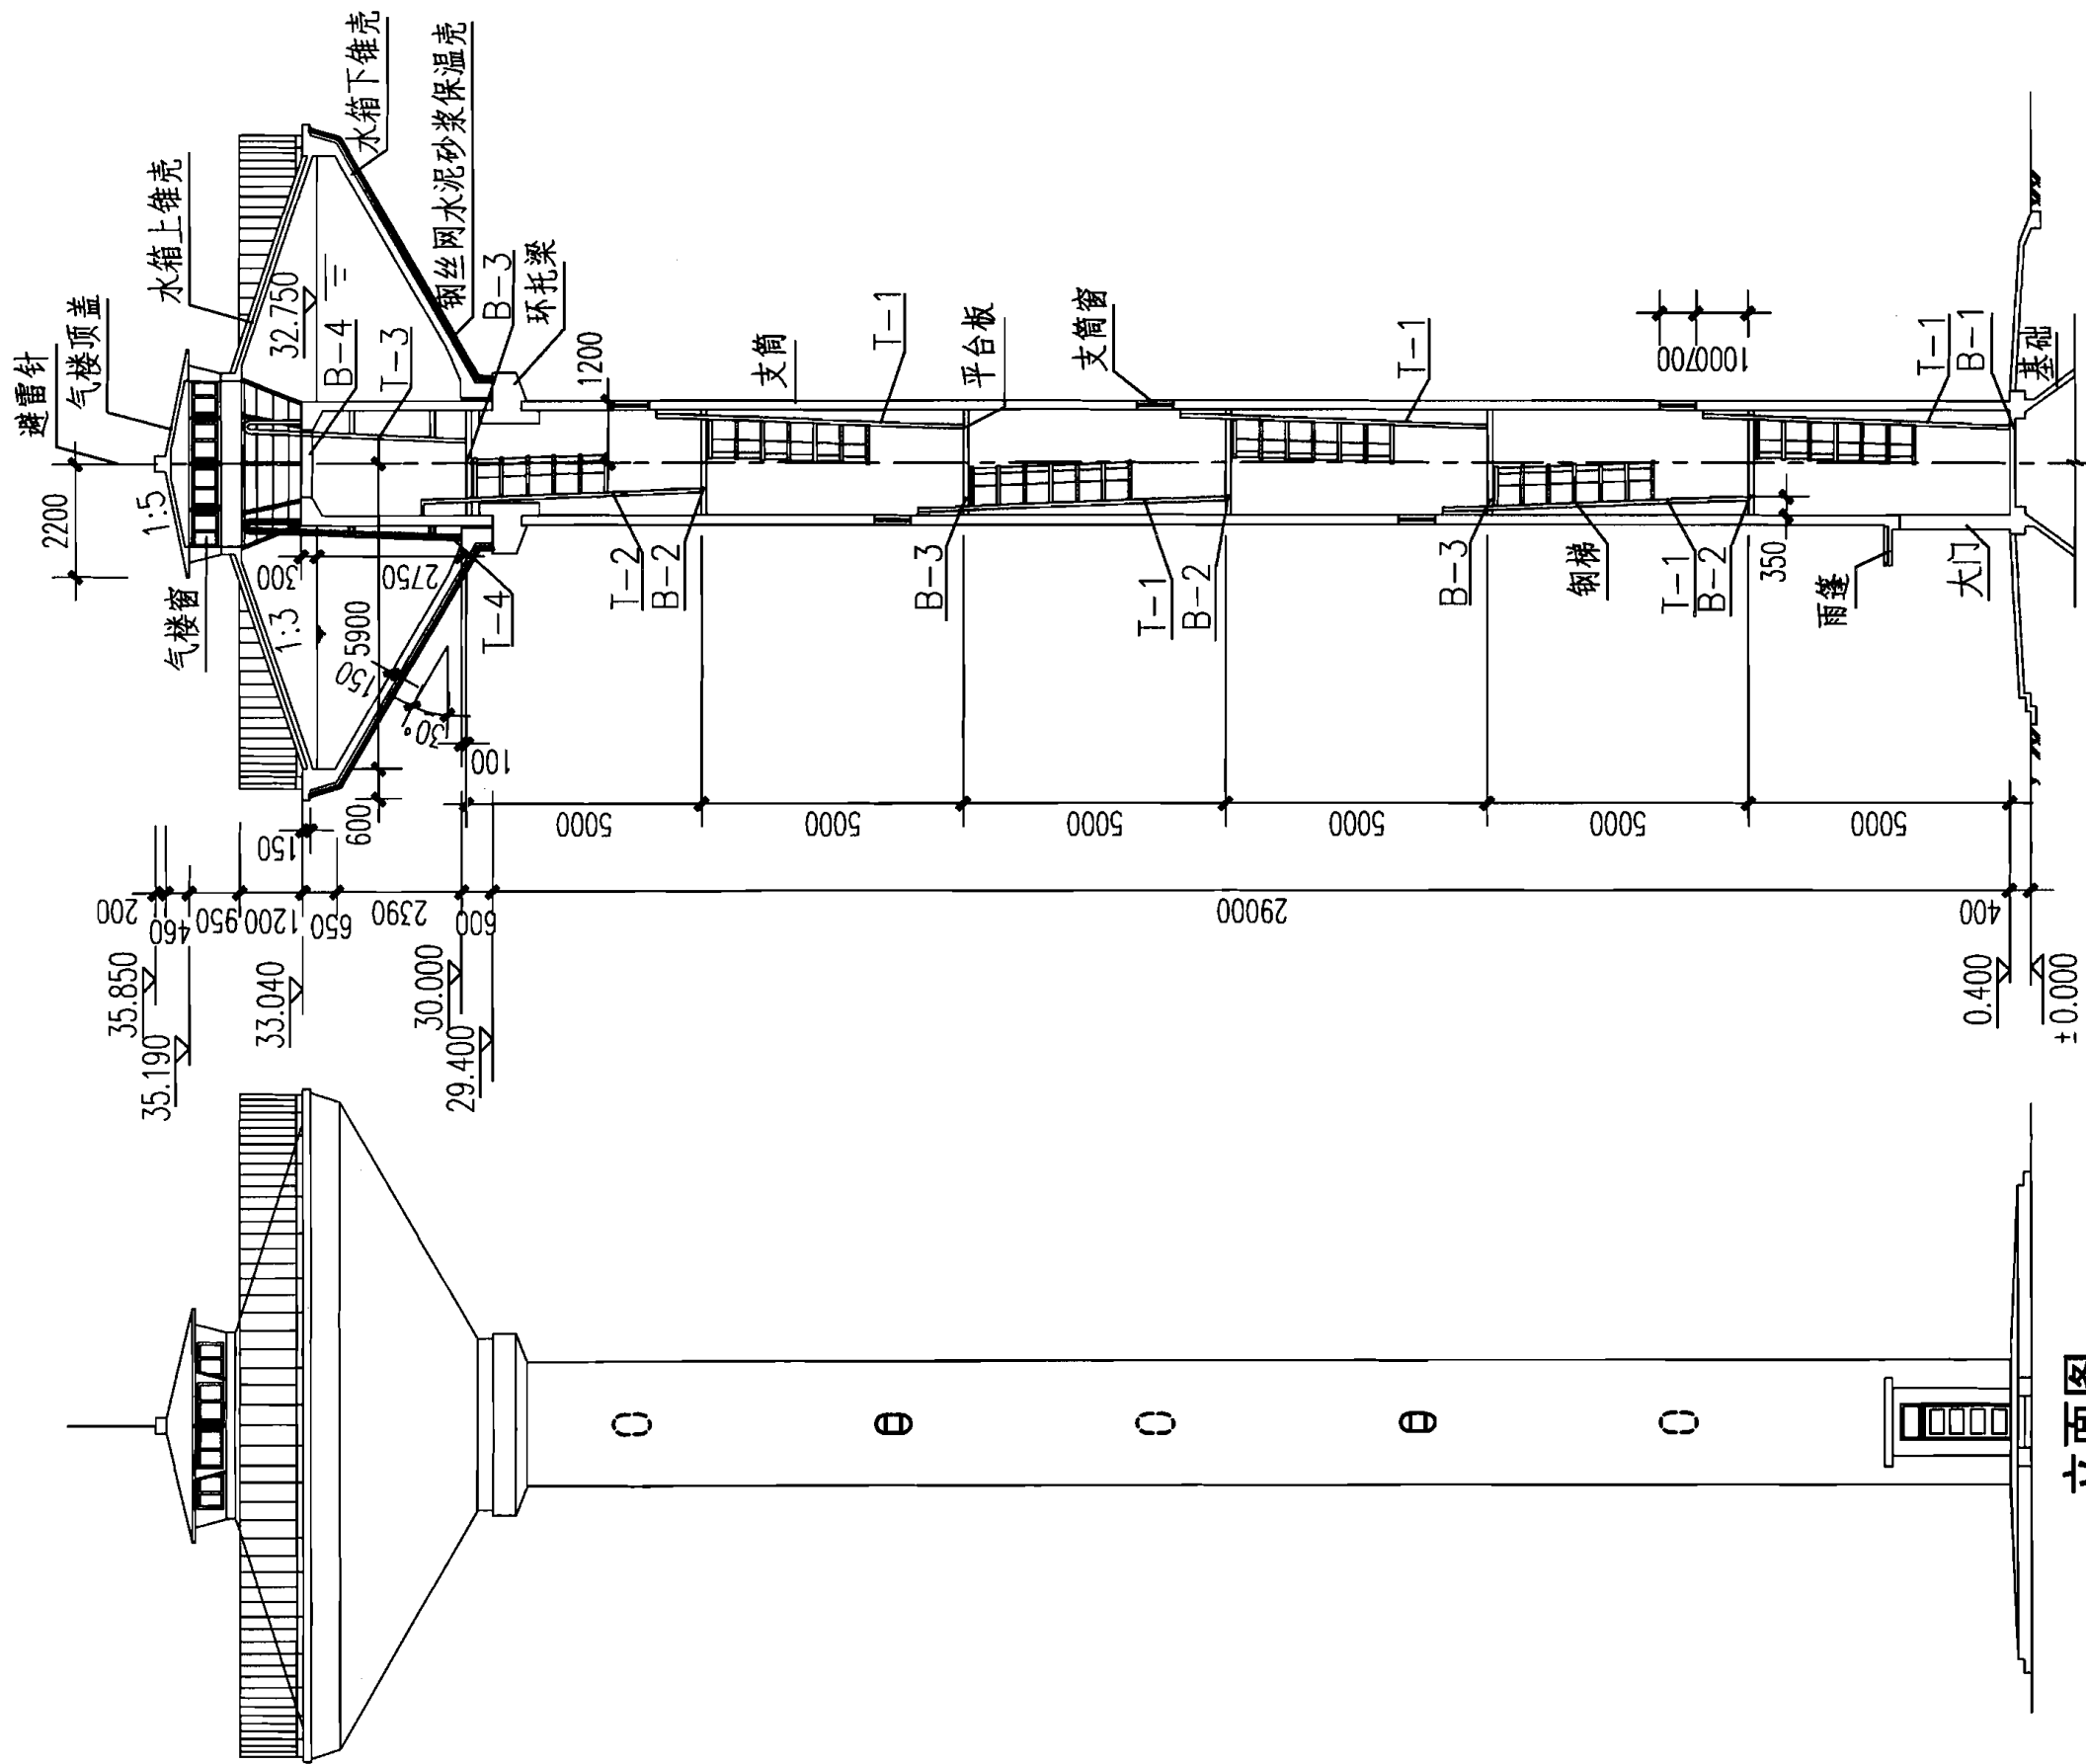 避雷针
气楼顶盖
水箱上锥壳
水箱下锥壳
钢丝网水泥砂浆保温壳
2200
1:5
气楼窗
1:3
32.750
B-4
T-3
300
2750
5900
150
30°
100
600
150
T-4
B-3
环托梁
1200
支筒
T-1
平台板
支筒窗
T-1
1000
700
T-1
B-1
基础
T-2
B-2
B-3
T-1
B-2
B-3
钢梯
T-1
B-2
350
雨篷
大门
5000
5000
5000
5000
5000
5000
200
460
950
1200
650
2390
600
29000
400
35.850
35.190
33.040
30.000
29.400
0.400
±0.000
立面图